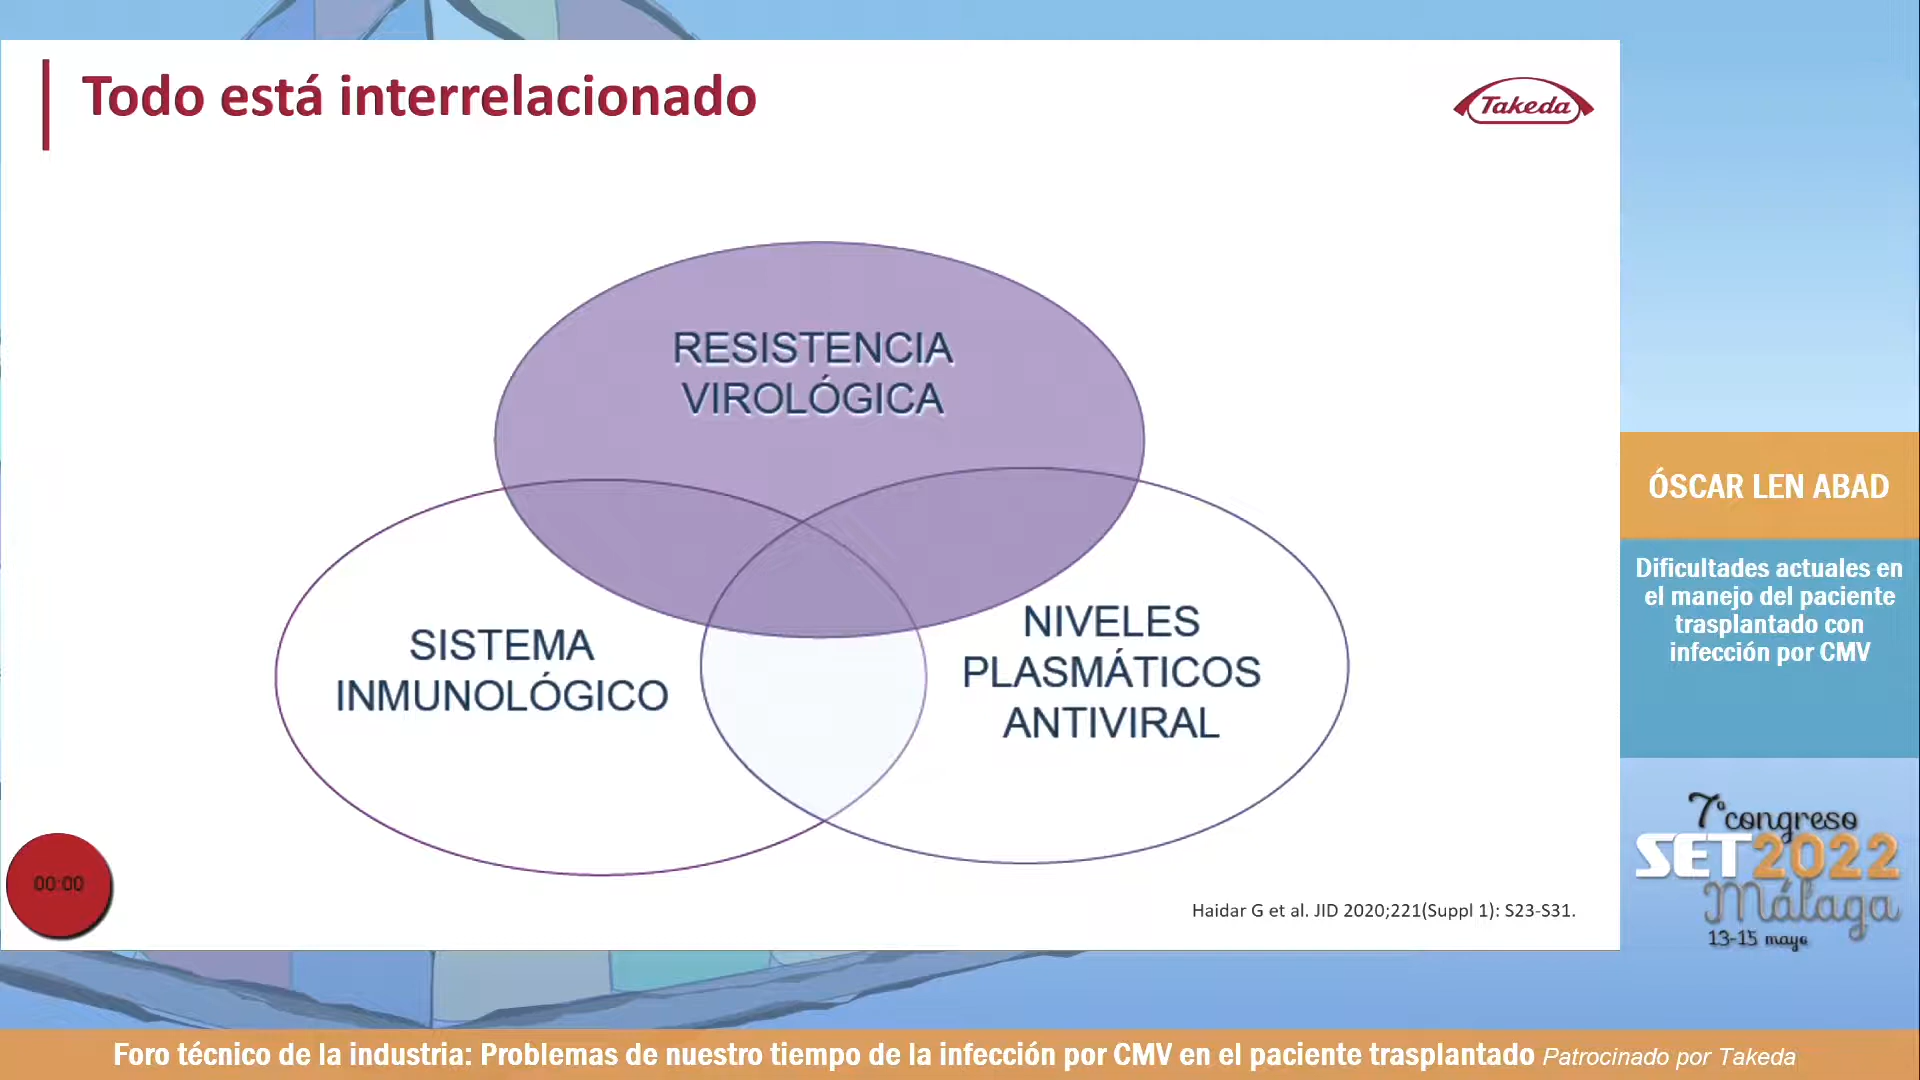 Todo está interrelacionado
Takeda
RESISTENCIA
VIROLÓGICA
SISTEMA
INMUNOLÓGICO
NIVELES
PLASMÁTICOS
ANTIVIRAL
00:00
Haidar G et al. JID 2020;221(Suppl 1): S23-S31.
ÓSCAR LEN ABAD
Dificultades actuales en
el manejo del paciente
trasplantado con
infección por CMV
7º congreso
SET2022
Málaga
13-15 mayo
Foro técnico de la industria: Problemas de nuestro tiempo de la infección por CMV en el paciente trasplantado Patrocinado por Takeda